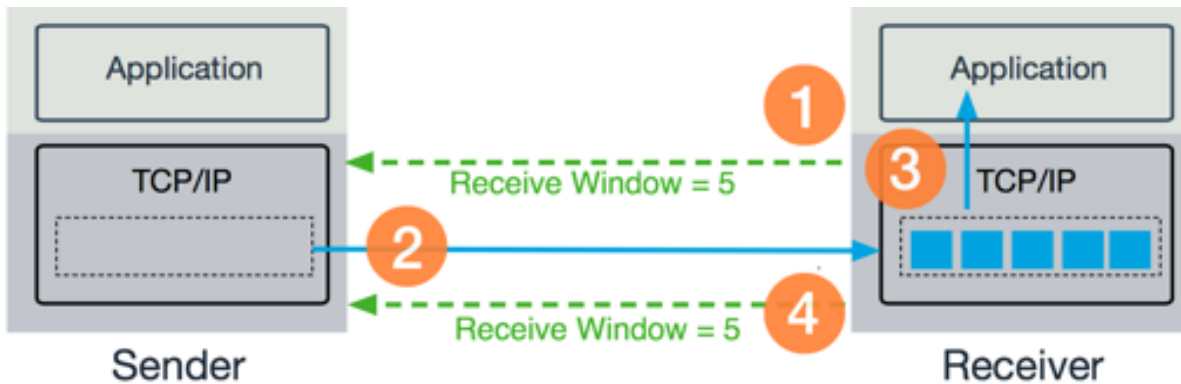 Application
Application
1
Receive Window = 5
3
TCP/IP
TCP/IP
2
4
Receive Window = 5
Sender
Receiver